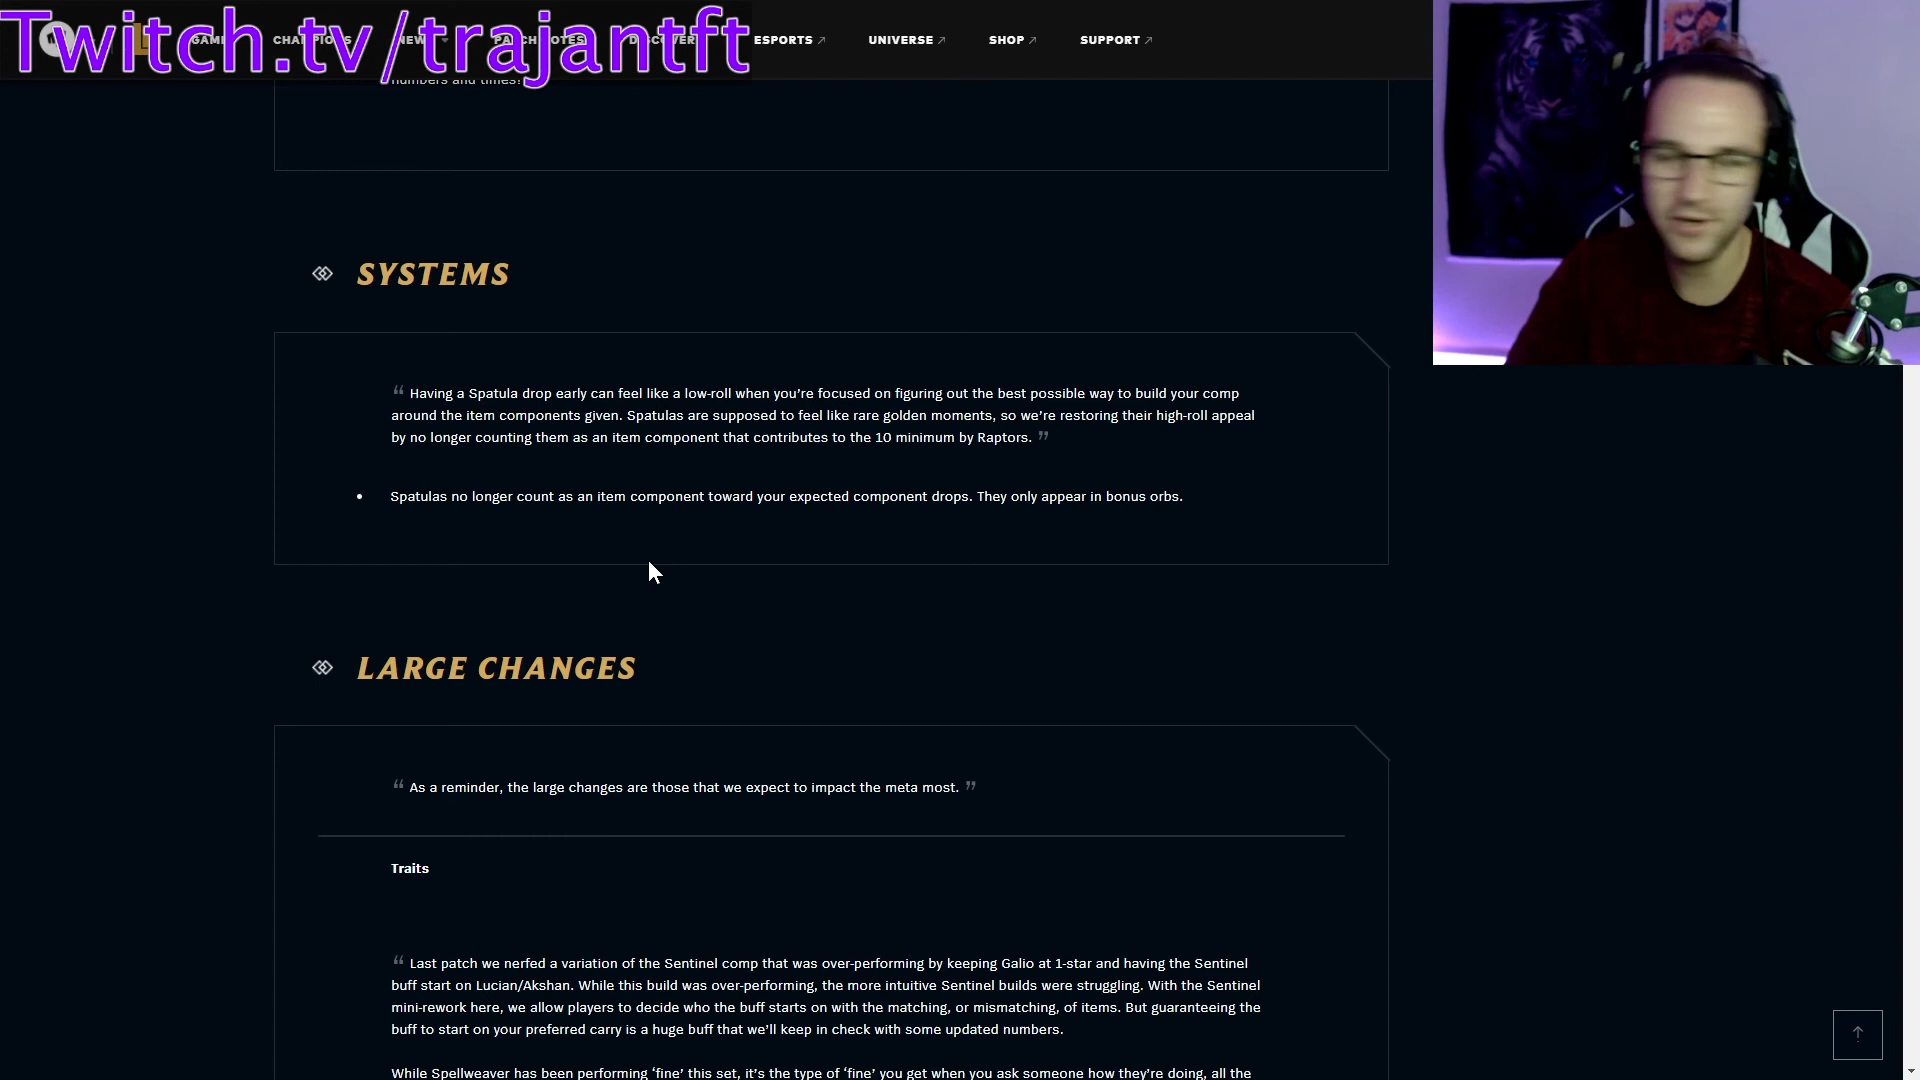 Twitch.tv/trajantft
ESPORTS UNIVERSE SHOP SUPPORT
numbers and times!
SYSTEMS
“ Having a Spatula drop early can feel like a low-roll when you’re focused on figuring out the best possible way to build your comp
around the item components given. Spatulas are supposed to feel like rare golden moments, so we’re restoring their high-roll appeal
by no longer counting them as an item component that contributes to the 10 minimum by Raptors. ”
• Spatulas no longer count as an item component toward your expected component drops. They only appear in bonus orbs.
LARGE CHANGES
“ As a reminder, the large changes are those that we expect to impact the meta most. ”
Traits
“ Last patch we nerfed a variation of the Sentinel comp that was over-performing by keeping Galio at 1-star and having the Sentinel
buff start on Lucian/Akshan. While this build was over-performing, the more intuitive Sentinel builds were struggling. With the Sentinel
mini-rework here, we allow players to decide who the buff starts on with the matching, or mismatching, of items. But guaranteeing the
buff to start on your preferred carry is a huge buff that we’ll keep in check with some updated numbers.
While Spellweaver has been performing ‘fine’ this set, it’s the type of ‘fine’ you get when you ask someone how they’re doing, all the